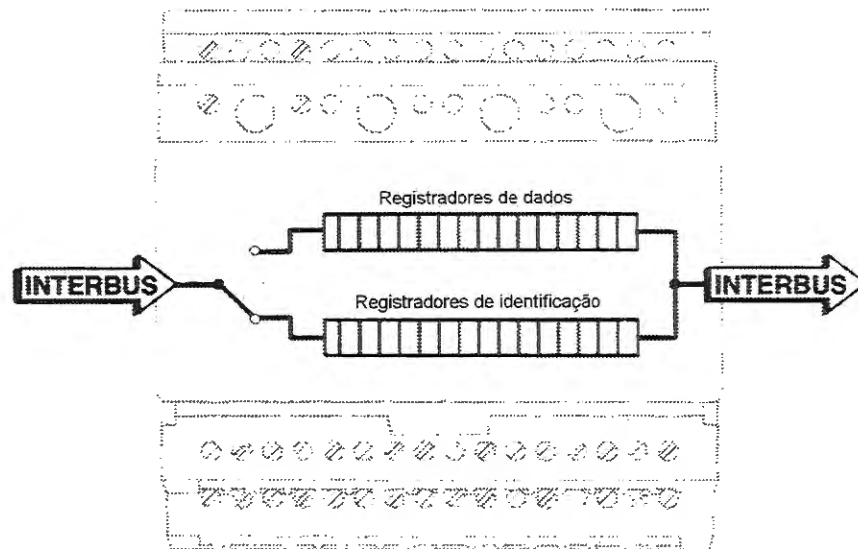 Registradores de dados
INTERBUS
INTERBUS
Registradores de identificação